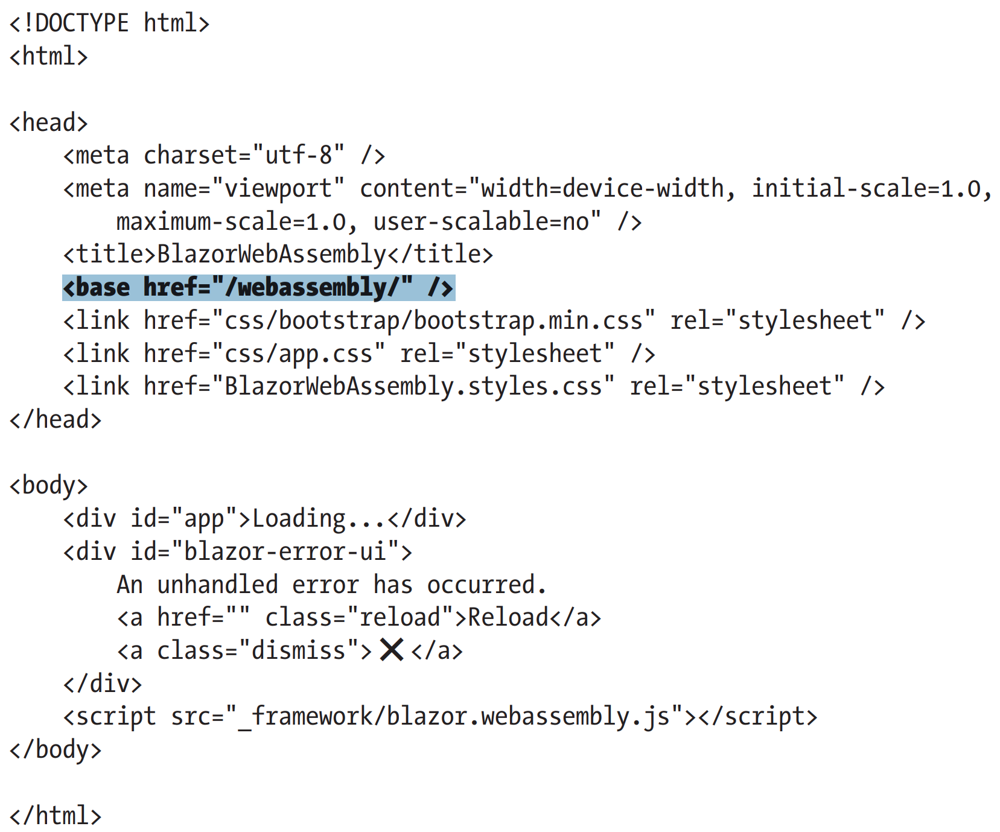 <!DOCTYPE html>
<html>

<head>
    <meta charset="utf-8" />
    <meta name="viewport" content="width=device-width, initial-scale=1.0,
        maximum-scale=1.0, user-scalable=no" />
    <title>BlazorWebAssembly</title>
    <base href="/webassembly/" />
    <link href="css/bootstrap/bootstrap.min.css" rel="stylesheet" />
    <link href="css/app.css" rel="stylesheet" />
    <link href="BlazorWebAssembly.styles.css" rel="stylesheet" />
</head>

<body>
    <div id="app">Loading...</div>
    <div id="blazor-error-ui">
        An unhandled error has occurred.
        <a href="" class="reload">Reload</a>
        <a class="dismiss">🗙</a>
    </div>
    <script src="_framework/blazor.webassembly.js"></script>
</body>

</html>